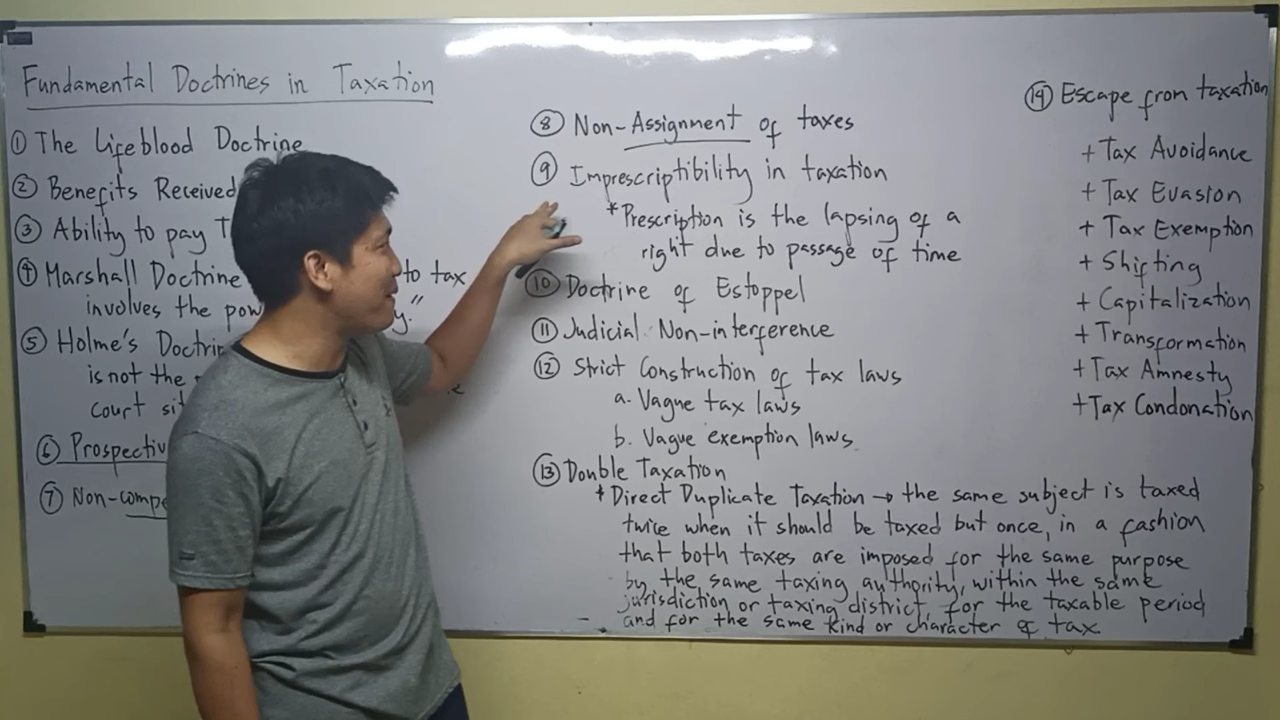 Fundamental Doctrines in Taxation
① The Lifeblood Doctrine
② Benefits Received
③ Ability to pay T
④ Marshall Doctrine to tax
involves the pow y."
⑤ Holme's Doctrin
is not the
court sit
⑥ Prospectiv
⑦ Non-compe
⑧ Non-Assignment of taxes
⑨ Imprescriptibility in taxation
*Prescription is the lapsing of a
right due to passage of time
⑩ Doctrine of Estoppel
⑪ Judicial Non-interference
⑫ Strict Construction of tax laws
a. Vague tax laws
b. Vague exemption laws
⑬ Double Taxation
* Direct Duplicate Taxation → the same subject is taxed
twice when it should be taxed but once, in a fashion
that both taxes are imposed for the same purpose
by the same taxing authority, within the same
jurisdiction or taxing district, for the taxable period
and for the same kind or character of tax
⑭ Escape from taxation
+ Tax Avoidance
+ Tax Evasion
+ Tax Exemption
+ Shifting
+ Capitalization
+ Transformation
+ Tax Amnesty
+ Tax Condonation